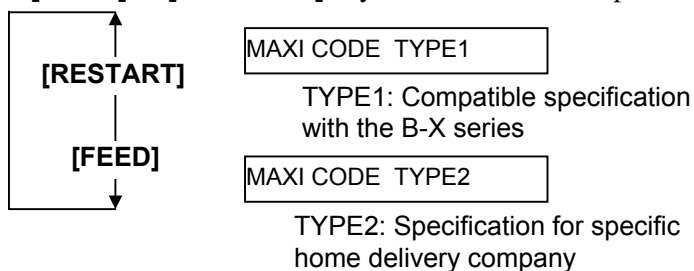 [RESTART]
MAXI CODE TYPE1
TYPE1: Compatible specification
with the B-X series
[FEED]
MAXI CODE TYPE2
TYPE2: Specification for specific
home delivery company